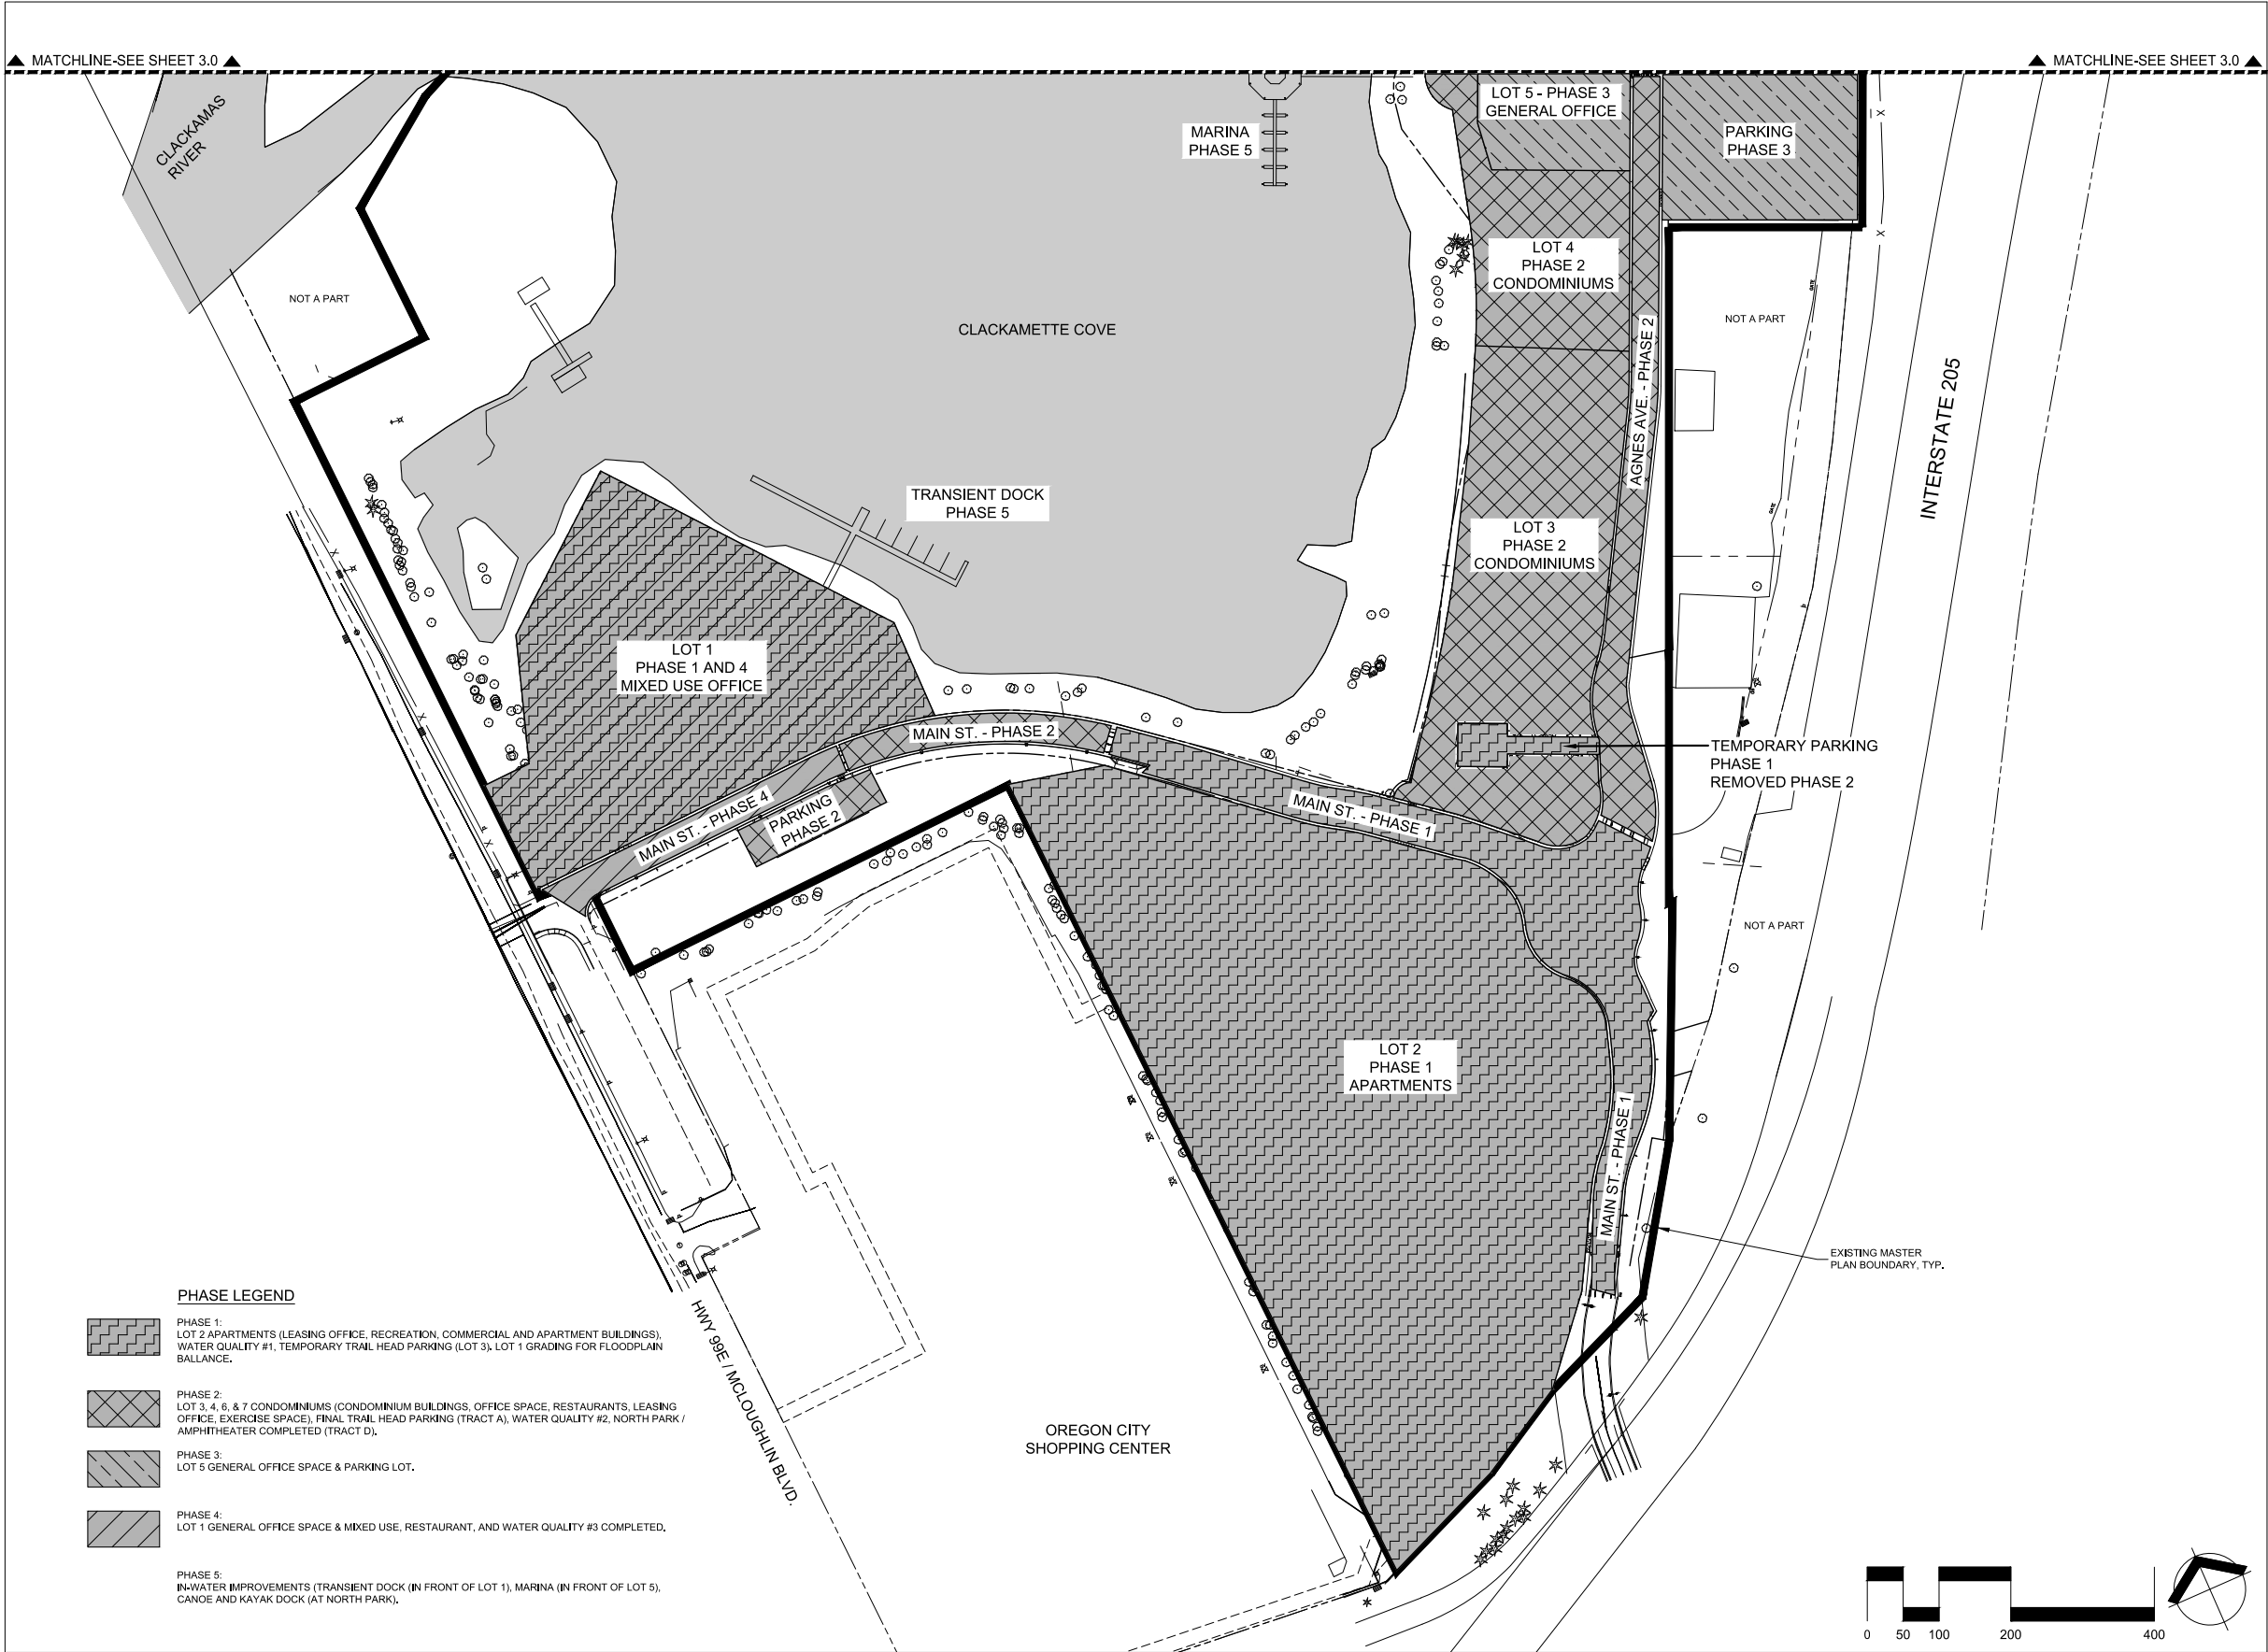 MATCHLINE-SEE SHEET 3.0
MATCHLINE-SEE SHEET 3.0
CLACKAMAS
RIVER
NOT A PART
MARINA
PHASE 5
LOT 5 - PHASE 3
GENERAL OFFICE
PARKING
PHASE 3
CLACKAMETTE COVE
LOT 4
PHASE 2
CONDOMINIUMS
AGNES AVE. - PHASE 2
NOT A PART
INTERSTATE 205
TRANSIENT DOCK
PHASE 5
LOT 3
PHASE 2
CONDOMINIUMS
LOT 1
PHASE 1 AND 4
MIXED USE OFFICE
MAIN ST. - PHASE 2
MAIN ST. - PHASE 4
PARKING
PHASE 2
MAIN ST. - PHASE 1
TEMPORARY PARKING
PHASE 1
REMOVED PHASE 2
NOT A PART
LOT 2
PHASE 1
APARTMENTS
MAIN ST. - PHASE 1
EXISTING MASTER
PLAN BOUNDARY, TYP.
HWY 99E / MCLOUGHLIN BLVD.
OREGON CITY
SHOPPING CENTER
PHASE LEGEND
PHASE 1:
LOT 2 APARTMENTS (LEASING OFFICE, RECREATION, COMMERCIAL AND APARTMENT BUILDINGS),
WATER QUALITY #1, TEMPORARY TRAIL HEAD PARKING (LOT 3). LOT 1 GRADING FOR FLOODPLAIN
BALLANCE.
PHASE 2:
LOT 3, 4, 6, & 7 CONDOMINIUMS (CONDOMINIUM BUILDINGS, OFFICE SPACE, RESTAURANTS, LEASING
OFFICE, EXERCISE SPACE), FINAL TRAIL HEAD PARKING (TRACT A), WATER QUALITY #2, NORTH PARK /
AMPHITHEATER COMPLETED (TRACT D).
PHASE 3:
LOT 5 GENERAL OFFICE SPACE & PARKING LOT.
PHASE 4:
LOT 1 GENERAL OFFICE SPACE & MIXED USE, RESTAURANT, AND WATER QUALITY #3 COMPLETED.
PHASE 5:
IN-WATER IMPROVEMENTS (TRANSIENT DOCK (IN FRONT OF LOT 1), MARINA (IN FRONT OF LOT 5),
CANOE AND KAYAK DOCK (AT NORTH PARK).
0 50 100 200 400